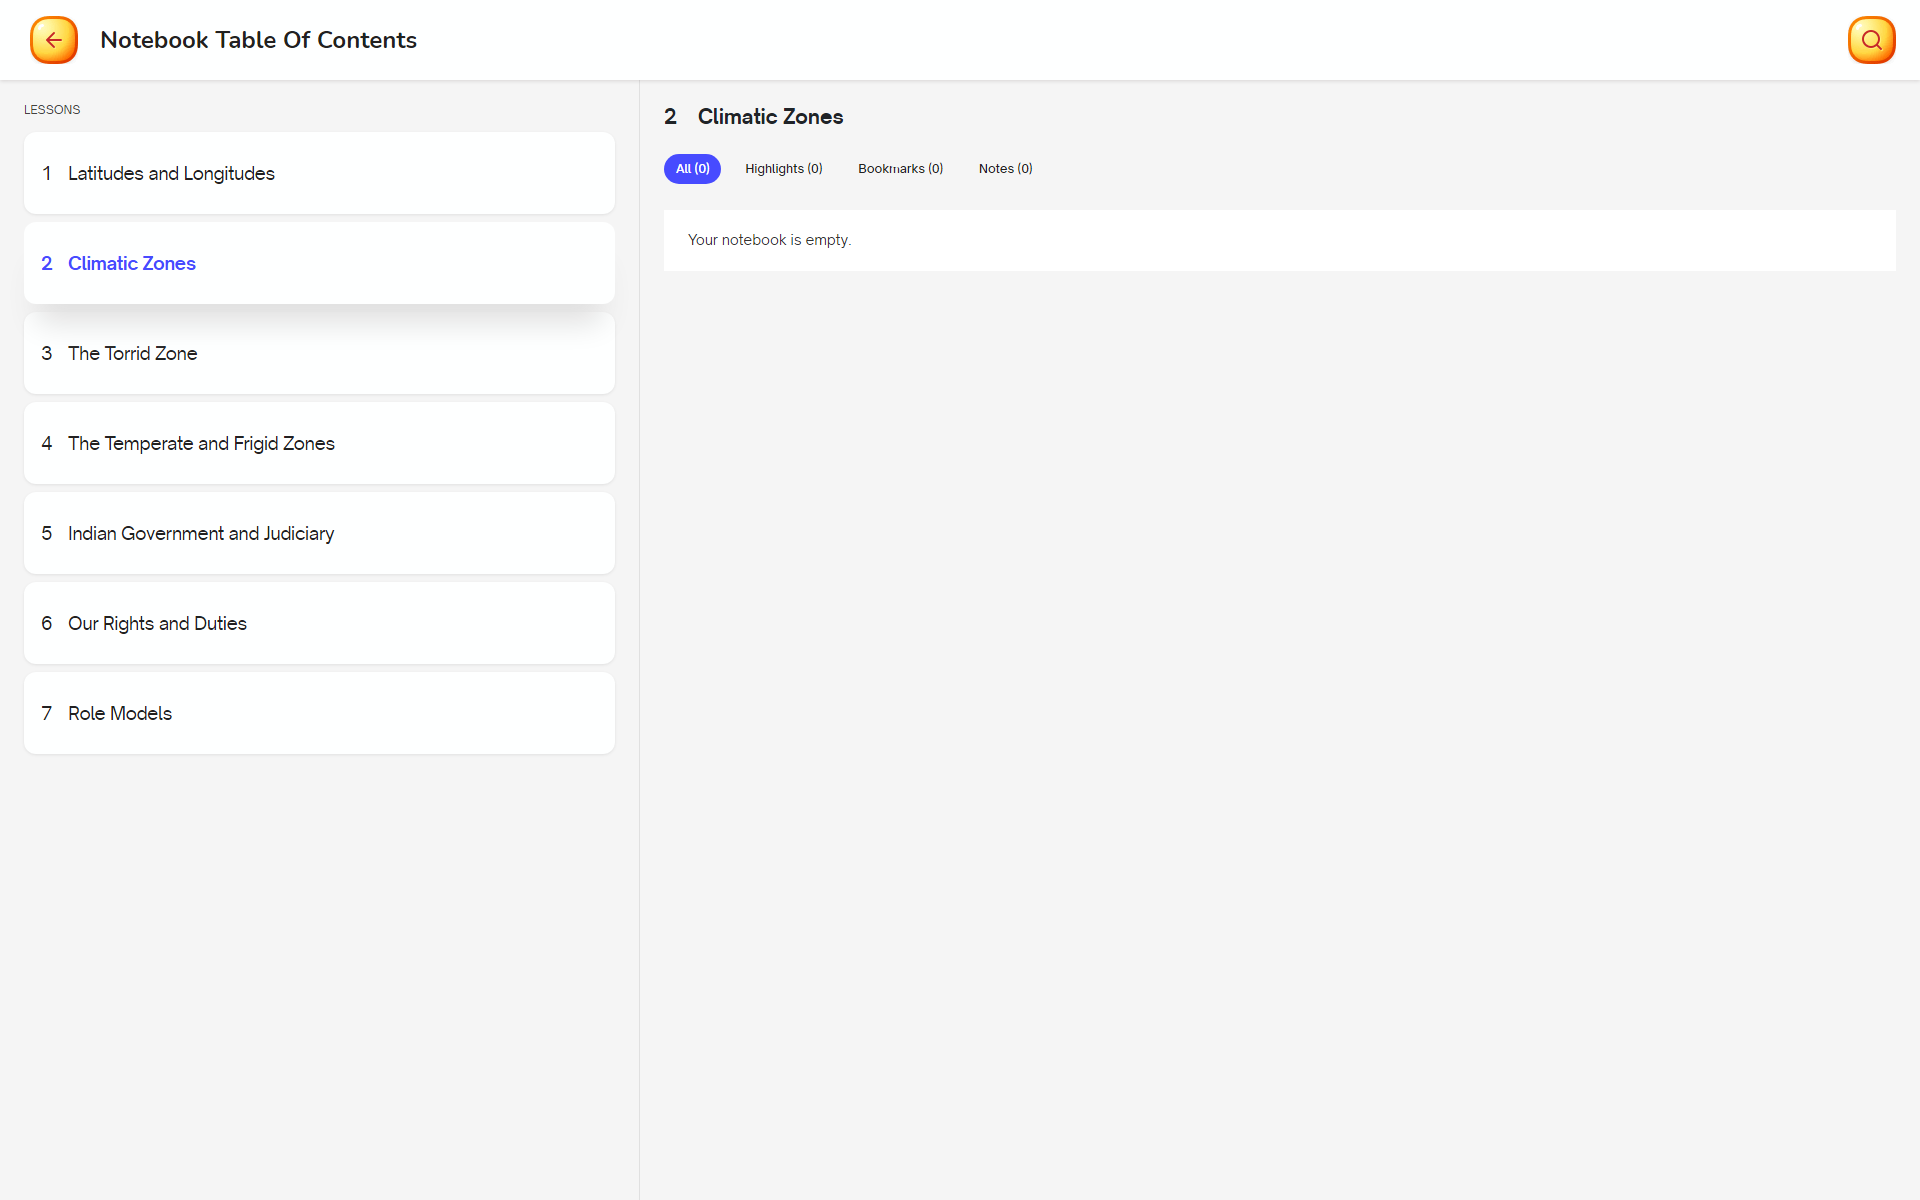 Notebook Table Of Contents
LESSONS
1 Latitudes and Longitudes
2 Climatic Zones
3 The Torrid Zone
4 The Temperate and Frigid Zones
5 Indian Government and Judiciary
6 Our Rights and Duties
7 Role Models
2 Climatic Zones
All (0) Highlights (0) Bookmarks (0) Notes (0)
Your notebook is empty.